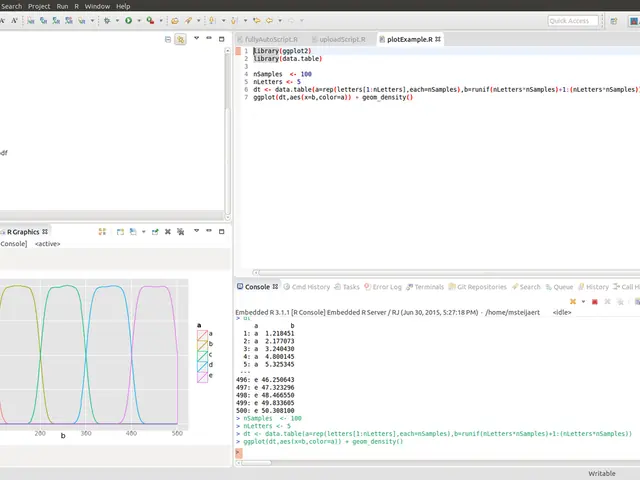 Search Project Run R Window Help
Quick Access
fullyAutoScript.R uploadScript.R plotExample.R
1 library(ggplot2)
2 library(data.table)
3
4 nSamples <- 100
5 nLetters <- 5
6 dt <- data.table(a=rep(letters[1:nLetters],each=nSamples),b=runif(nLetters*nSamples)+1:(nLetters*nSamples))
7 ggplot(dt,aes(x=b,color=a)) + geom_density()
odf
R Graphics
Console] <active>
a
a
b
c
d
e
200 300 400 500
b
Console Cmd History Tasks Error Log Terminals Git Repositories Search Queue History Call H
Embedded R 3.1.1 [R Console] Embedded R Server / RJ (Jun 30, 2015, 5:27:18 PM) - /home/msteijaert <idle>
> dt
a b
1: a 1.218451
2: a 2.177073
3: a 3.240430
4: a 4.800145
5: a 5.325345
---
496: e 46.250643
497: e 47.323296
498: e 48.466550
499: e 49.833605
500: e 50.308100
> nSamples <- 100
> nLetters <- 5
> dt <- data.table(a=rep(letters[1:nLetters],each=nSamples),b=runif(nLetters*nSamples)+1:(nLetters*nSamples))
> ggplot(dt,aes(x=b,color=a)) + geom_density()
>
Writable